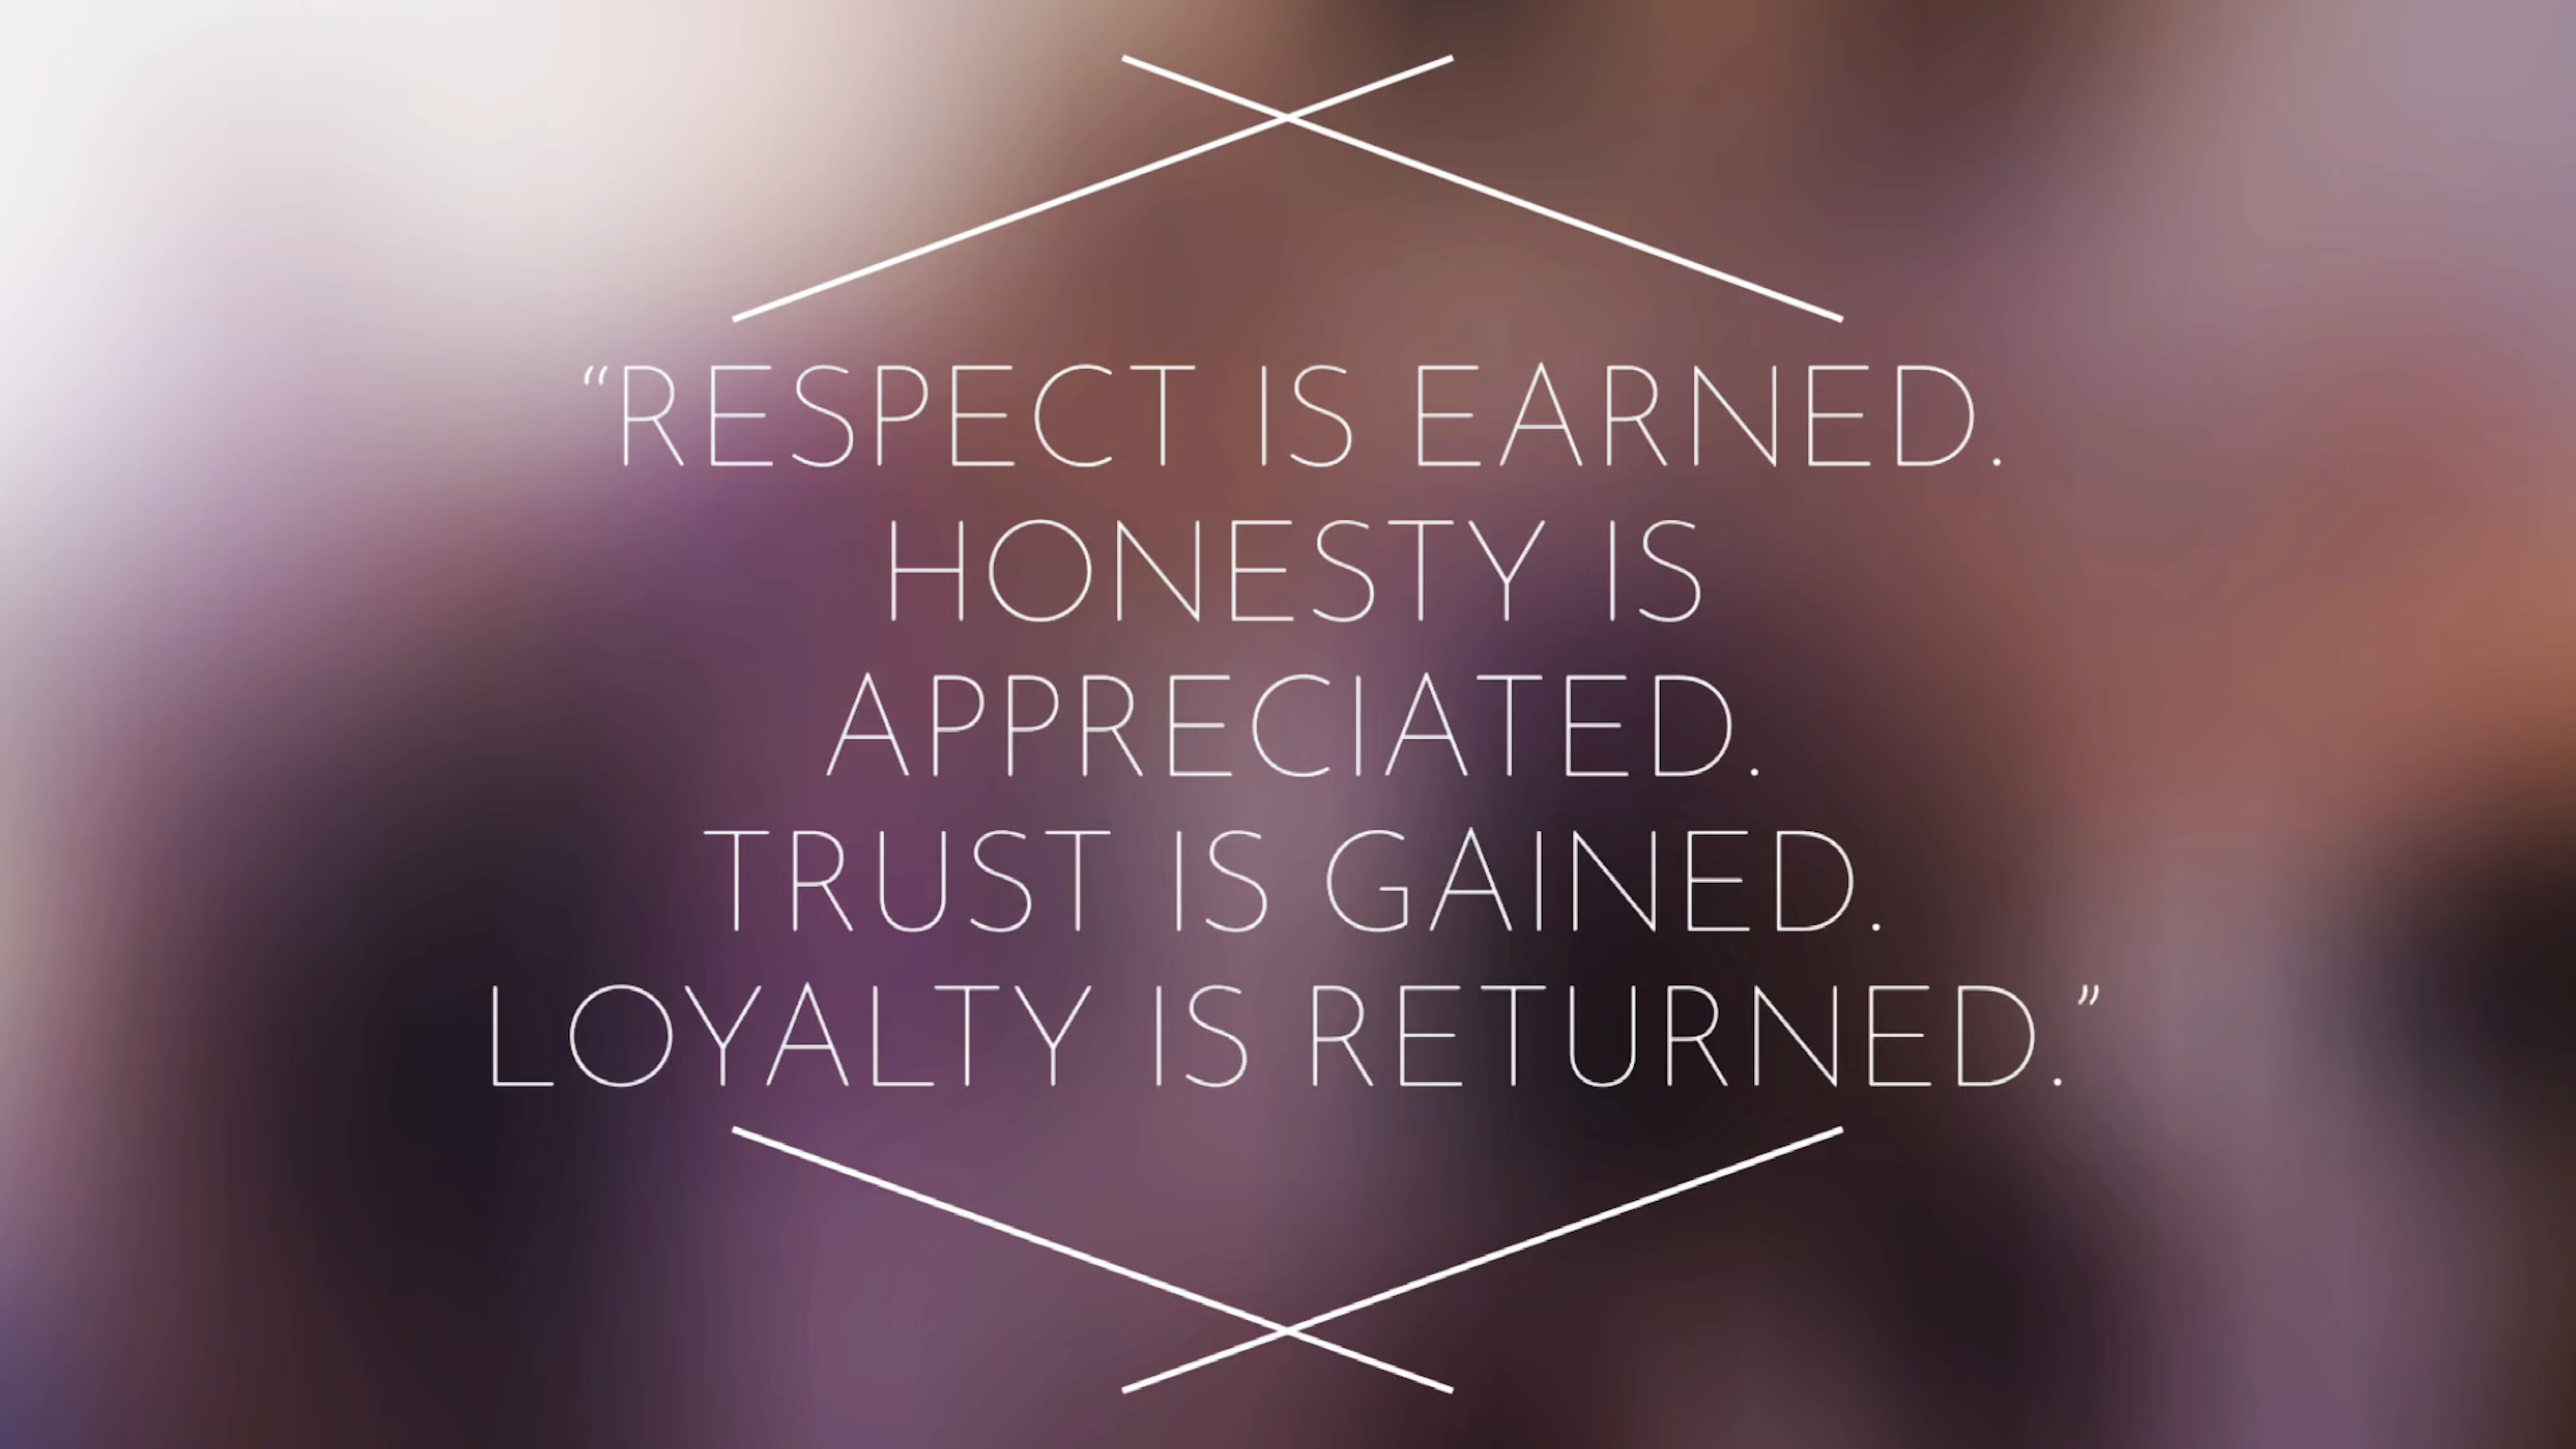 “RESPECT IS EARNED.
HONESTY IS
APPRECIATED.
TRUST IS GAINED.
LOYALTY IS RETURNED.”